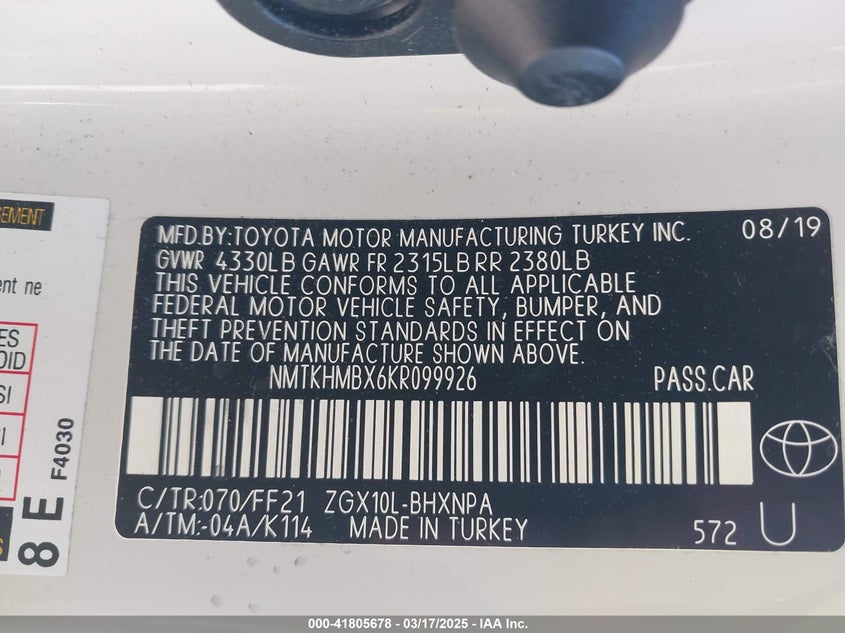 GEMENT
ent ne
ES
OID
SI
8 E F4030
MFD.BY:TOYOTA MOTOR MANUFACTURING TURKEY INC. 08/19
GVWR 4330LB GAWR FR 2315LB RR 2380LB
THIS VEHICLE CONFORMS TO ALL APPLICABLE
FEDERAL MOTOR VEHICLE SAFETY, BUMPER, AND
THEFT PREVENTION STANDARDS IN EFFECT ON
THE DATE OF MANUFACTURE SHOWN ABOVE.
NMTKHMBX6KR099926 PASS.CAR
C/TR:070/FF21 ZGX10L-BHXNPA
A/TM:-04A/K114 MADE IN TURKEY 572 U
000-41805678 - 03/17/2025 - IAA Inc.